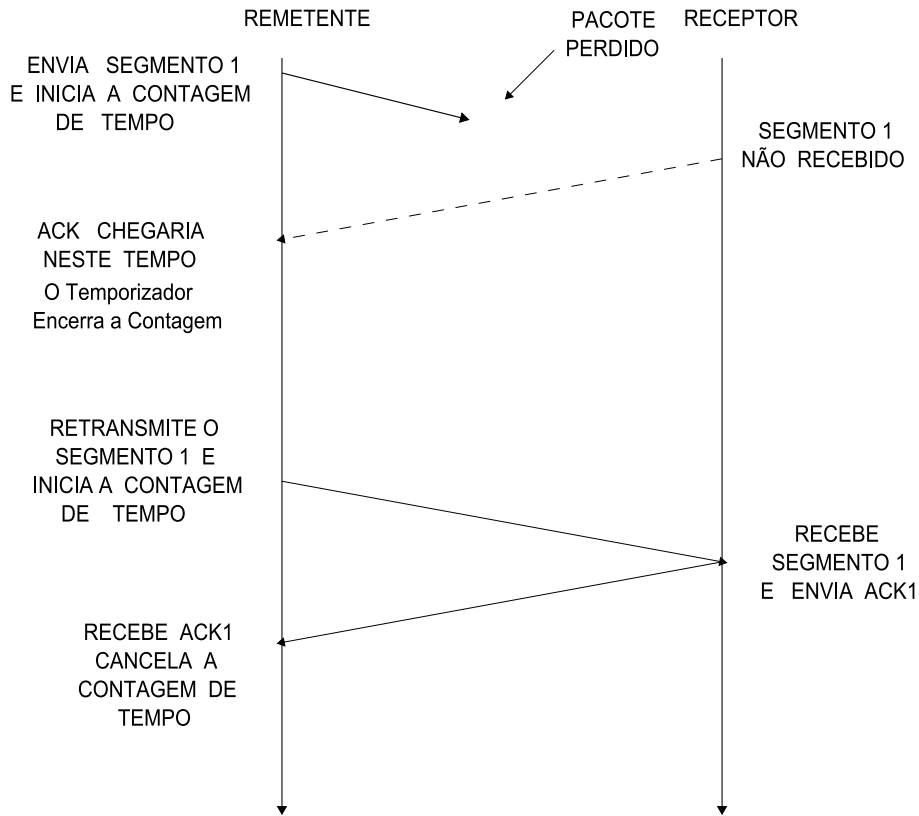 REMETENTE
PACOTE
PERDIDO
RECEPTOR
ENVIA SEGMENTO 1
E INICIA A CONTAGEM
DE TEMPO
SEGMENTO 1
NÃO RECEBIDO
ACK CHEGARIA
NESTE TEMPO
O Temporizador
Encerra a Contagem
RETRANSMITE O
SEGMENTO 1 E
INICIA A CONTAGEM
DE TEMPO
RECEBE
SEGMENTO 1
E ENVIA ACK1
RECEBE ACK1
CANCELA A
CONTAGEM DE
TEMPO